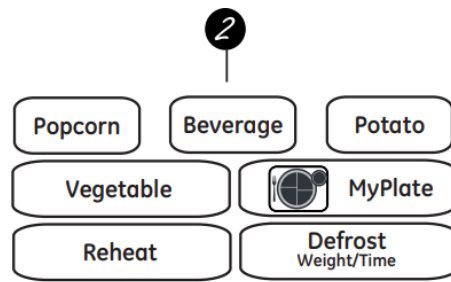 2
Popcorn Beverage Potato
Vegetable MyPlate
Reheat Defrost
Weight/Time